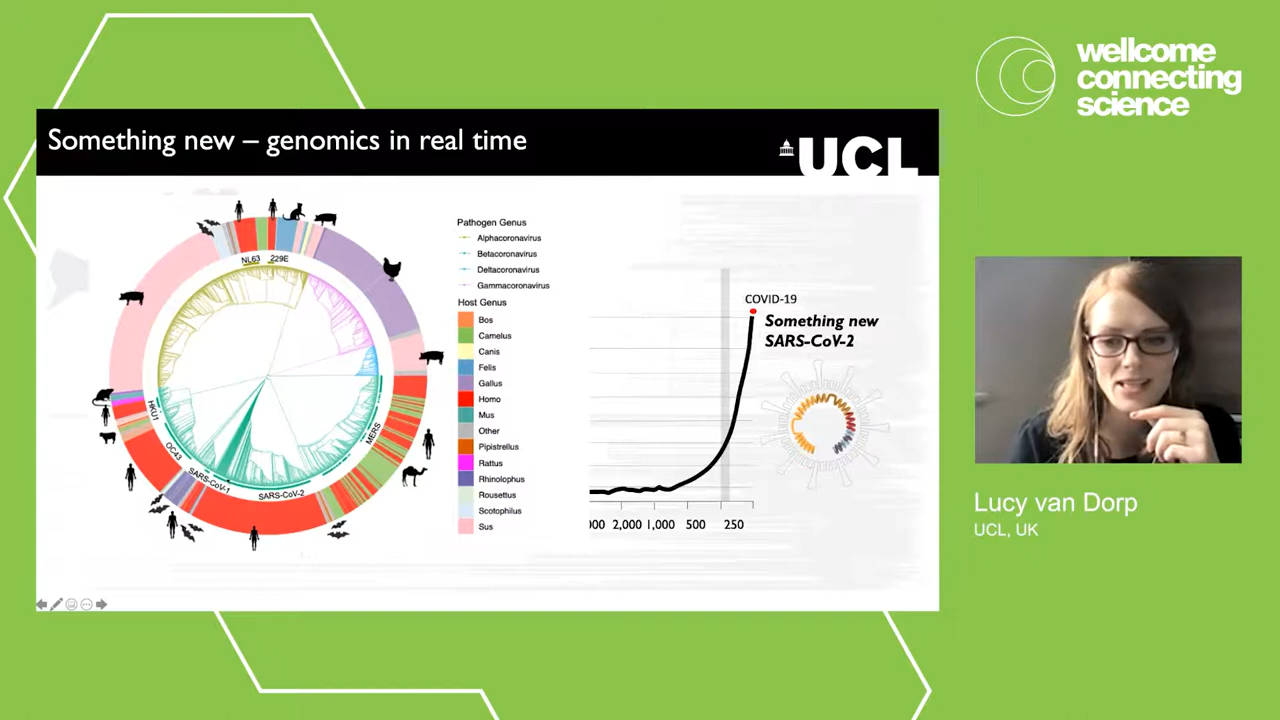 wellcome
connecting
science
Something new – genomics in real time
UCL
NL63
229E
MERS
SARS-CoV-2
SARS-CoV-1
OC43
HKU1
Pathogen Genus
Alphacoronavirus
Betacoronavirus
Deltacoronavirus
Gammacoronavirus
Host Genus
Bos
Camelus
Canis
Felis
Gallus
Homo
Mus
Other
Pipistrellus
Rattus
Rhinolophus
Rousettus
Scotophilus
Sus
COVID-19
Something new
SARS-CoV-2
2,000 1,000 500 250
Lucy van Dorp
UCL, UK